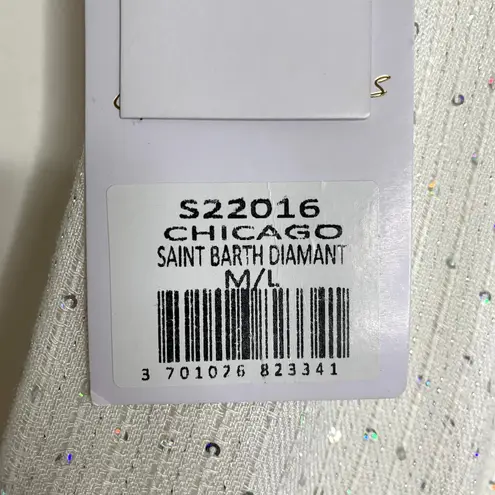 S22016
CHICAGO
SAINT BARTH DIAMANT
M/L
3 701076 823341